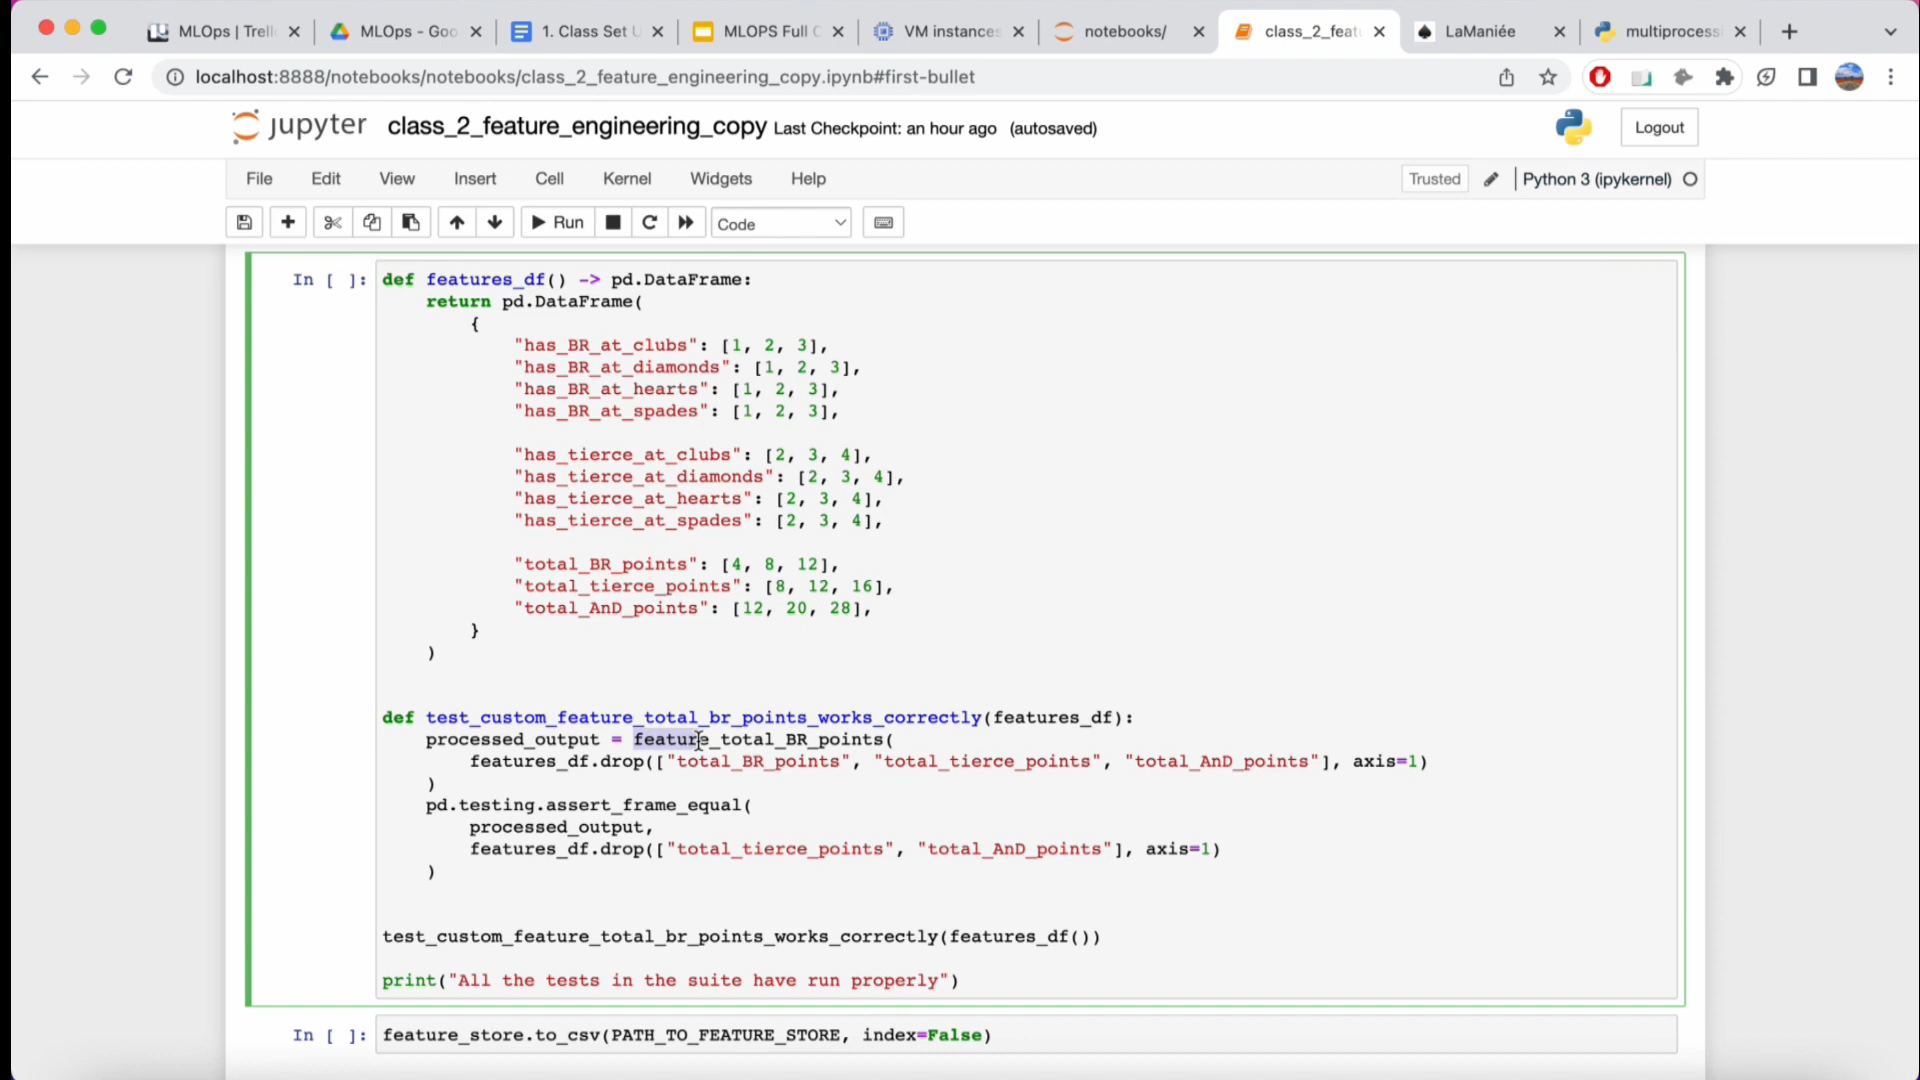 MLOps | Trell
MLOps - Goo
1. Class Set U
MLOPS Full C
VM instances
notebooks/
class_2_feat
LaManiée
multiprocess
localhost:8888/notebooks/notebooks/class_2_feature_engineering_copy.ipynb#first-bullet
jupyter class_2_feature_engineering_copy Last Checkpoint: an hour ago (autosaved)
Logout
File Edit View Insert Cell Kernel Widgets Help
Trusted
Python 3 (ipykernel)
Run
Code
In [ ]: def features_df() -> pd.DataFrame:
return pd.DataFrame(
{
"has_BR_at_clubs": [1, 2, 3],
"has_BR_at_diamonds": [1, 2, 3],
"has_BR_at_hearts": [1, 2, 3],
"has_BR_at_spades": [1, 2, 3],
"has_tierce_at_clubs": [2, 3, 4],
"has_tierce_at_diamonds": [2, 3, 4],
"has_tierce_at_hearts": [2, 3, 4],
"has_tierce_at_spades": [2, 3, 4],
"total_BR_points": [4, 8, 12],
"total_tierce_points": [8, 12, 16],
"total_AnD_points": [12, 20, 28],
}
)
def test_custom_feature_total_br_points_works_correctly(features_df):
processed_output = feature_total_BR_points(
features_df.drop(["total_BR_points", "total_tierce_points", "total_AnD_points"], axis=1)
)
pd.testing.assert_frame_equal(
processed_output,
features_df.drop(["total_tierce_points", "total_AnD_points"], axis=1)
)
test_custom_feature_total_br_points_works_correctly(features_df())
print("All the tests in the suite have run properly")
In [ ]: feature_store.to_csv(PATH_TO_FEATURE_STORE, index=False)